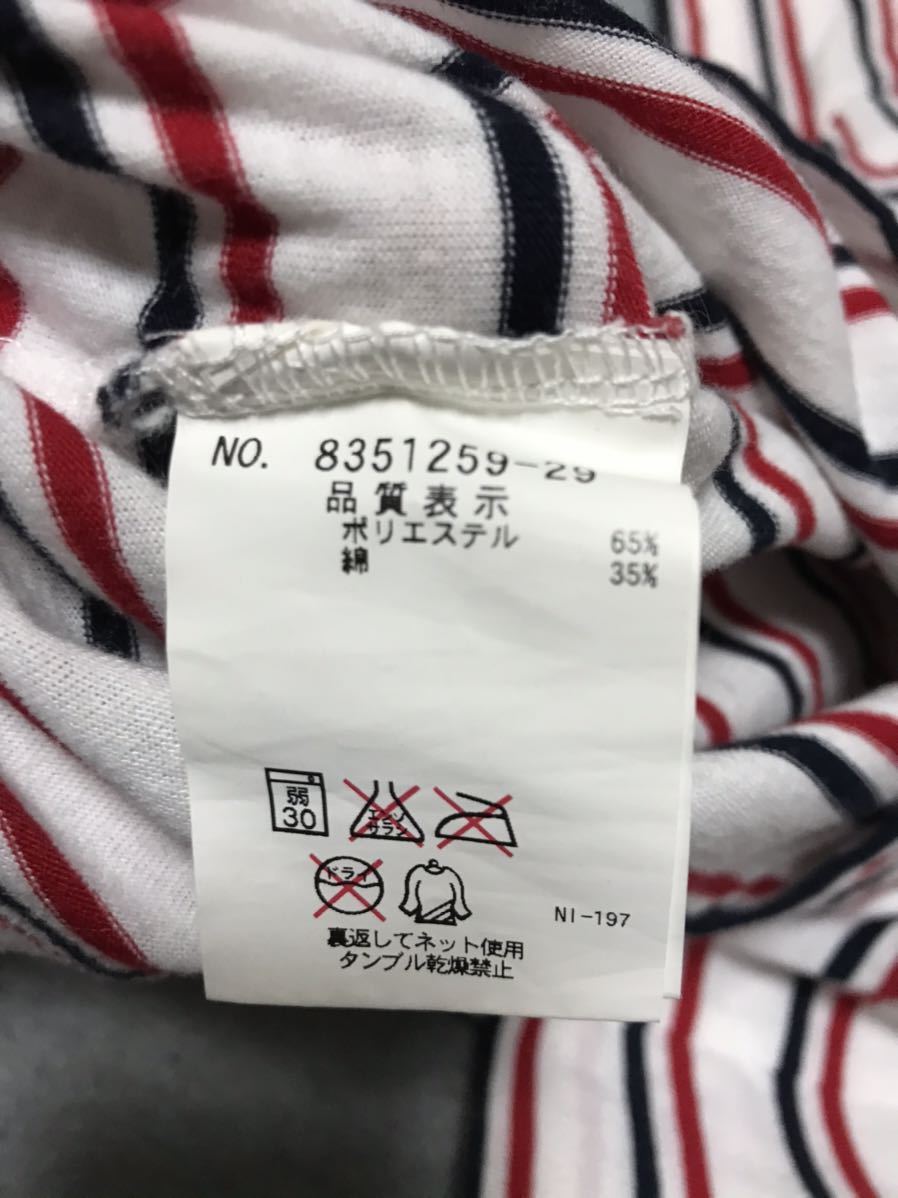 NO. 8351259-29
品質表示
ポリエステル 65%
綿 35%
弱
30
エンソ
サラシ
ドライ
NI-197
裏返してネット使用
タンブル乾燥禁止